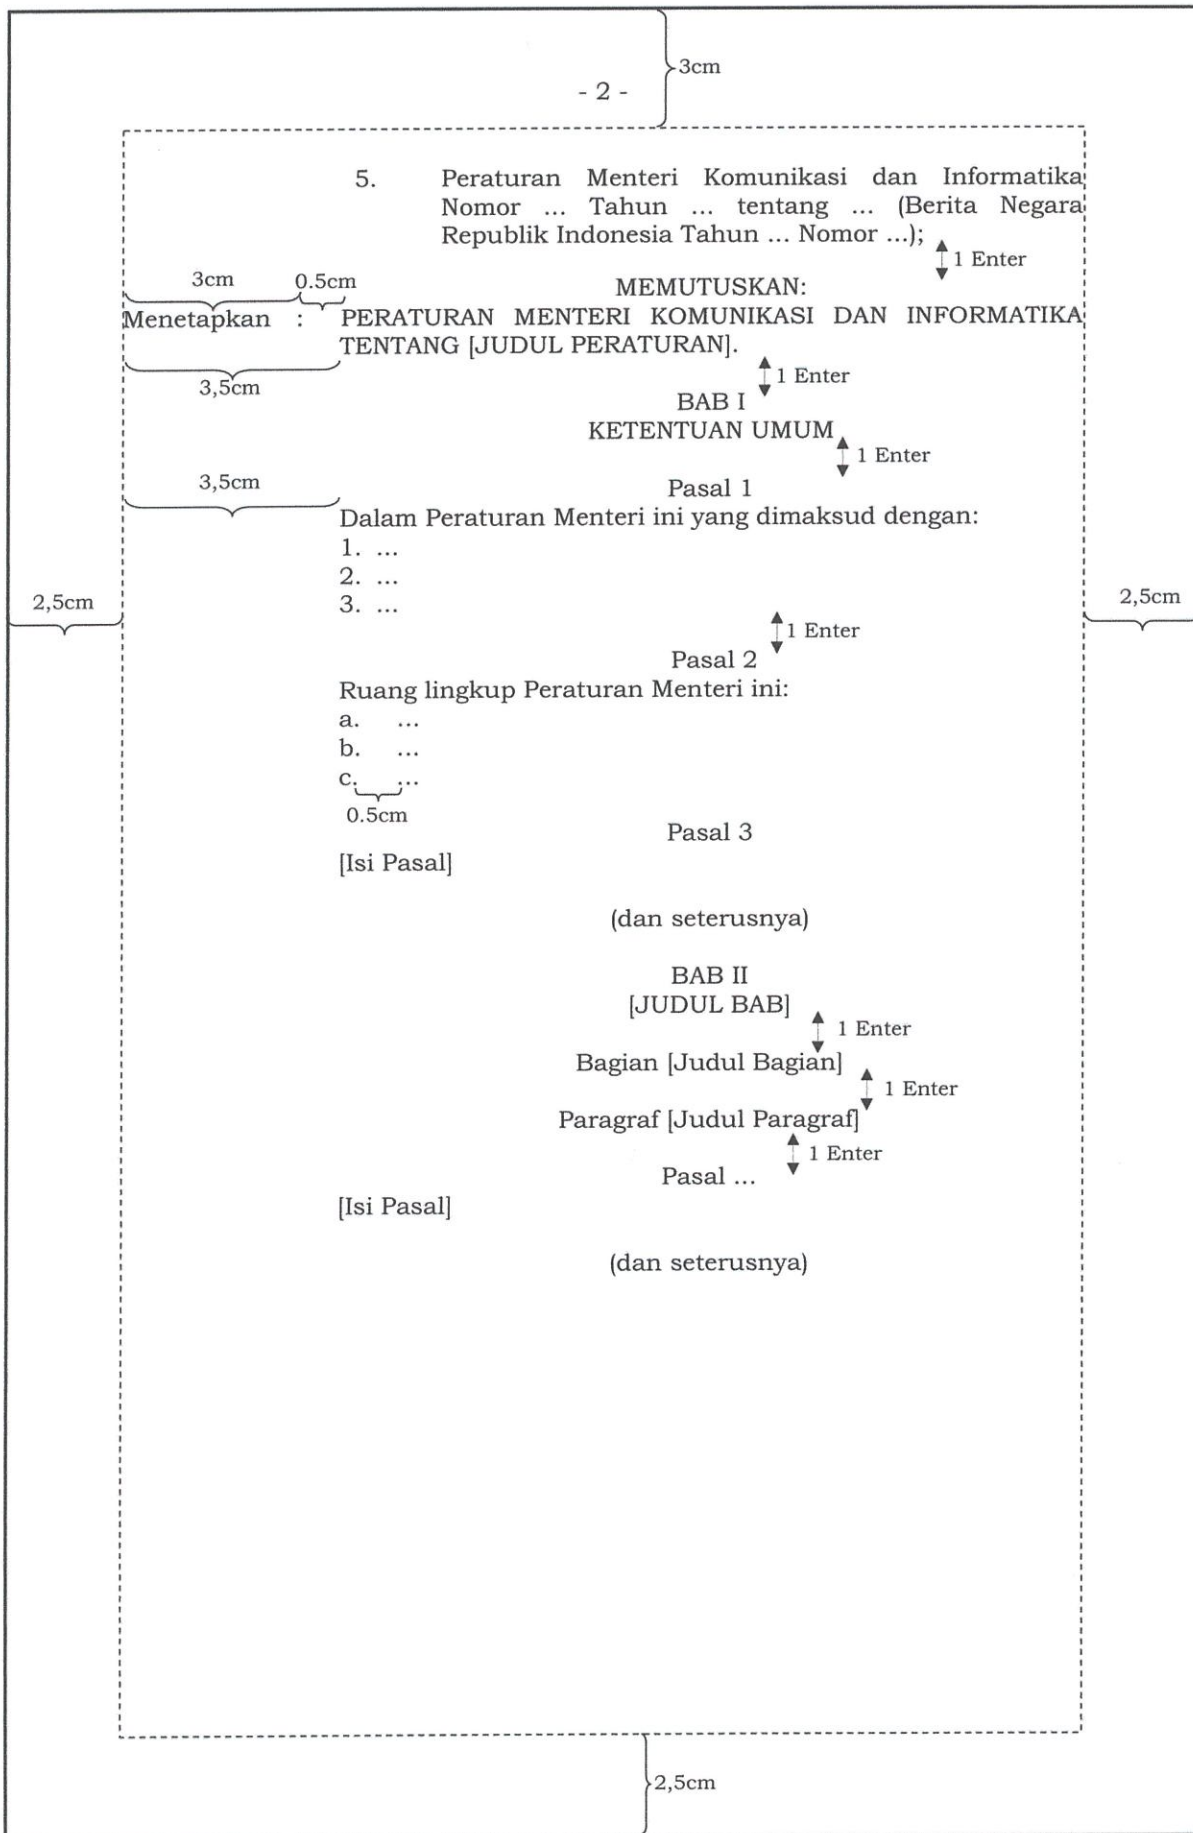 3cm
- 2 -
5. Peraturan Menteri Komunikasi dan Informatika
Nomor ... Tahun ... tentang ... (Berita Negara
Republik Indonesia Tahun ... Nomor ...);
1 Enter
3cm 0.5cm
MEMUTUSKAN:
Menetapkan : PERATURAN MENTERI KOMUNIKASI DAN INFORMATIKA
TENTANG [JUDUL PERATURAN].
3,5cm
1 Enter
BAB I
KETENTUAN UMUM
1 Enter
3,5cm
Pasal 1
Dalam Peraturan Menteri ini yang dimaksud dengan:
1. ...
2. ...
3. ...
2,5cm
2,5cm
1 Enter
Pasal 2
Ruang lingkup Peraturan Menteri ini:
a. ...
b. ...
c. ...
0.5cm
Pasal 3
[Isi Pasal]
(dan seterusnya)
BAB II
[JUDUL BAB]
1 Enter
Bagian [Judul Bagian]
1 Enter
Paragraf [Judul Paragraf]
1 Enter
Pasal ...
[Isi Pasal]
(dan seterusnya)
2,5cm